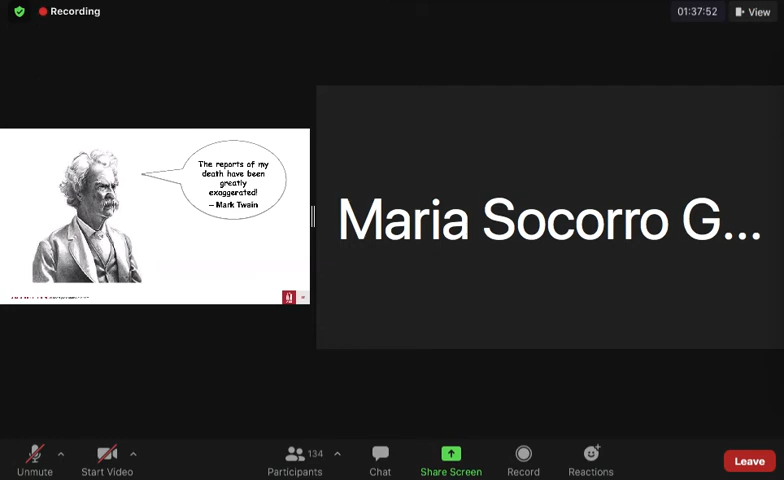 Recording
01:37:52
View
The reports of my
death have been
greatly
exaggerated!
– Mark Twain
Maria Socorro G...
Unmute
Start Video
134
Participants
Chat
Share Screen
Record
Reactions
Leave